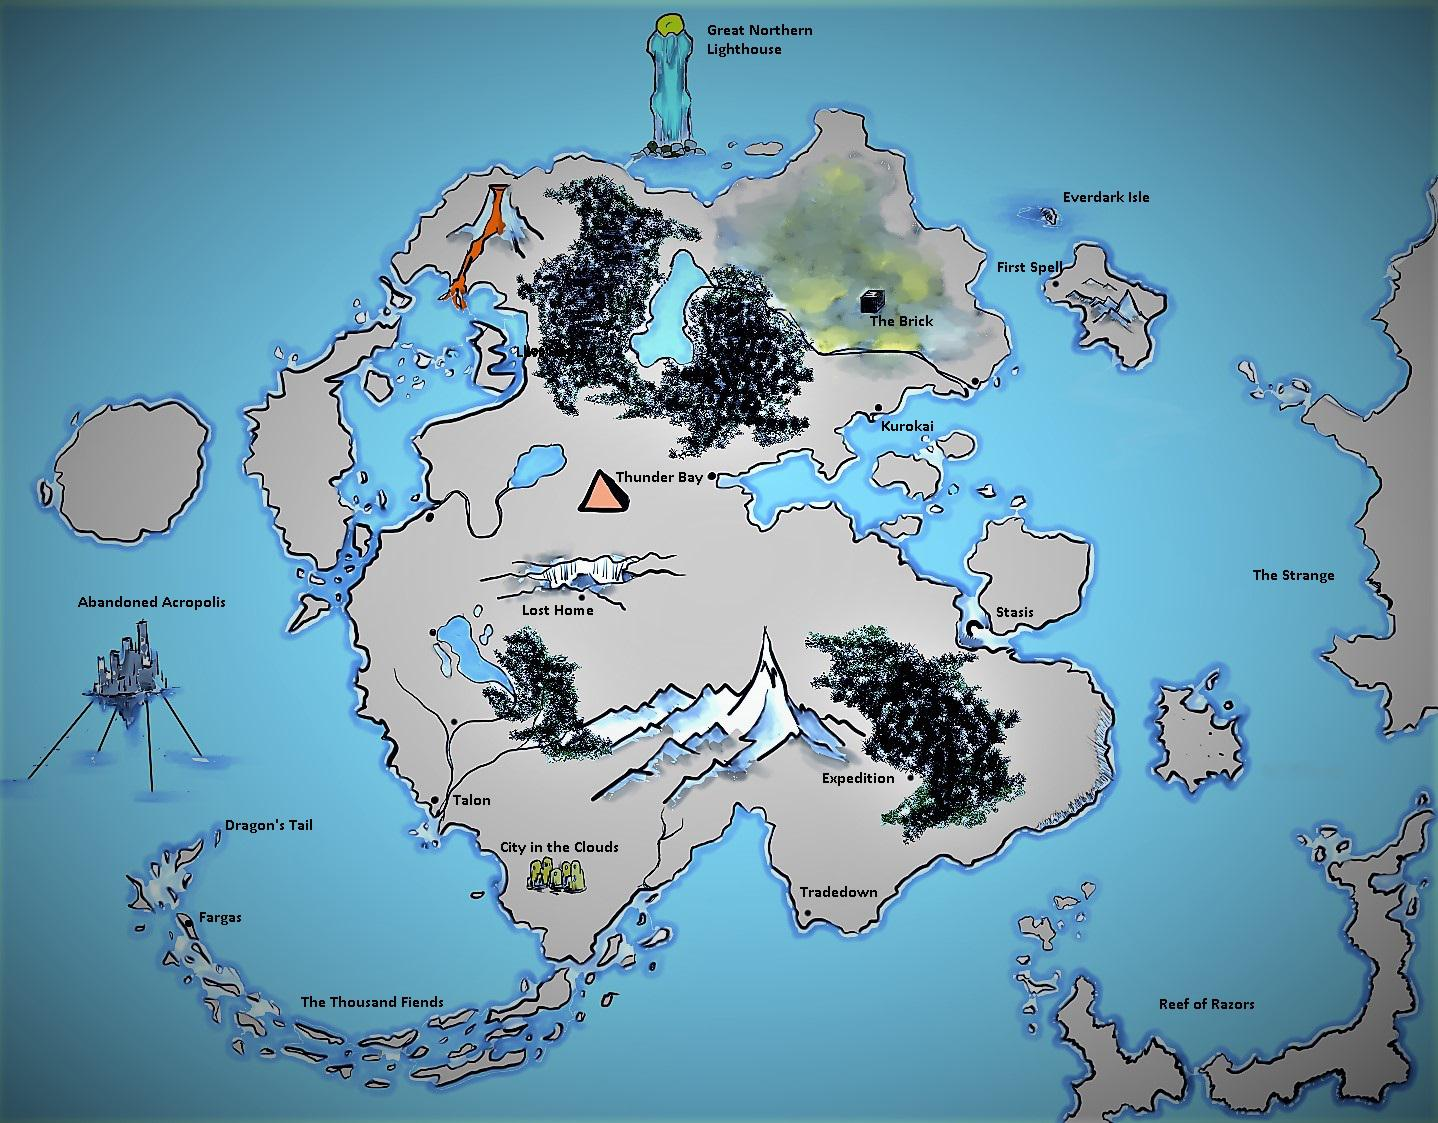 Great Northern
Lighthouse
Everdark Isle
First Spell
The Brick
Kurokai
Thunder Bay
The Strange
Abandoned Acropolis
Lost Home
Stasis
Expedition
Talon
Dragon's Tail
City in the Clouds
Tradedown
Fargas
The Thousand Fiends
Reef of Razors